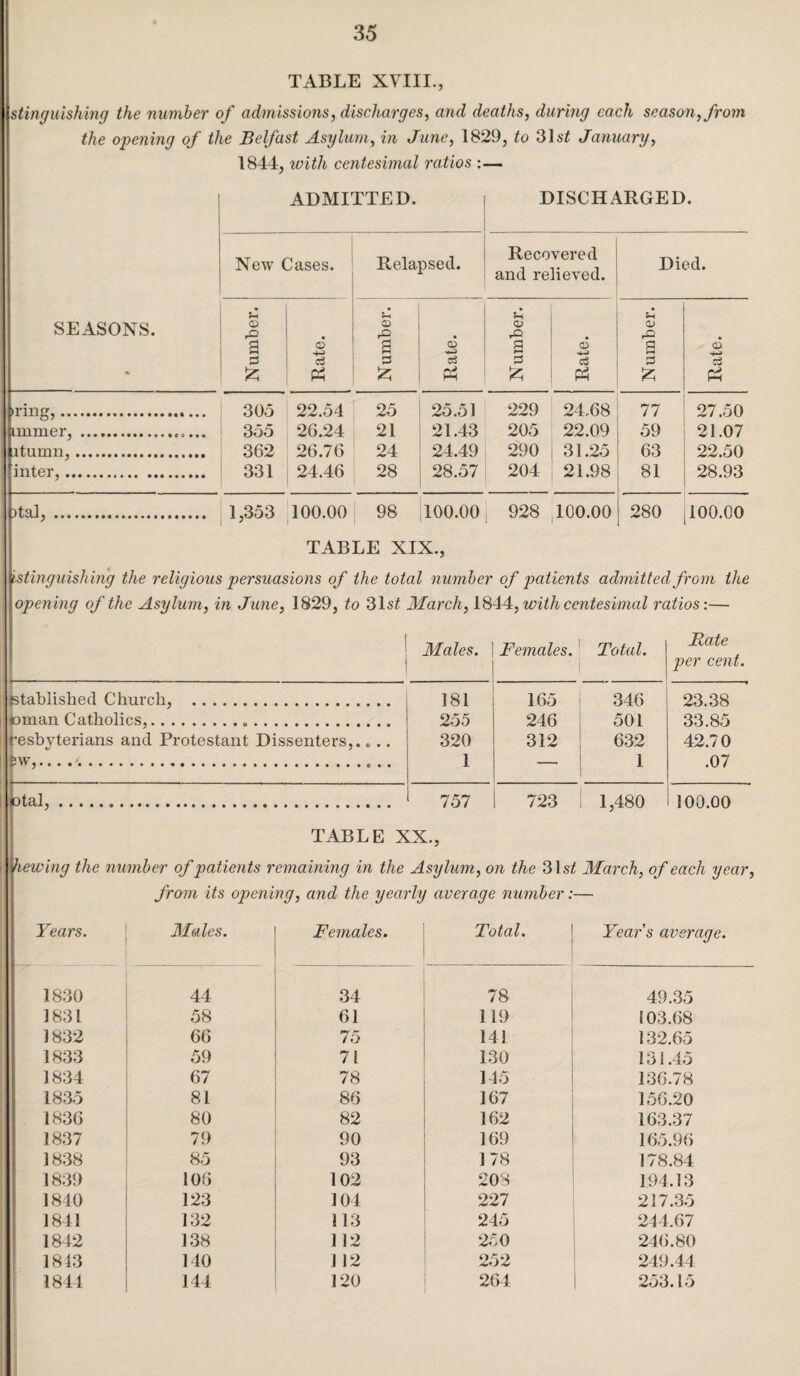 35
TABLE XVIII.,
stinguishing the number of admissions, discharges, and deaths, during each season, from
the opening of the Belfast Asylum, in June, 1829, to 31st January,
1844, with centesimal ratios :—
ADMITTED. DISCHARGED.
New Cases. Relapsed. Recovered and relieved. Died.
SEASONS. Number. Rate. Number. Rate. Number. Rate. Number. Rate.
ring, 305 22.54 25 25.51 229 24.68 77 27.50
mmer, 355 26.24 21 21.43 205 22.09 59 21.07
tumn, 362 26.76 24 24.49 290 31.25 63 22.50
inter, 331 24.46 28 28.57 204 21.98 81 28.93
otal, 1,353 100.00 98 100.00 928 100.00 280 100.00
TABLE XIX.,
istinguishing the religious persuasions of the total number of patients admitted from the
opening of the Asylum, in June, 1829, to 31st March, 1844, with centesimal ratios:—
Males. Females. Total. Rate per cent.
stablished Church, 181 165 346 23.38
oman Catholics, 255 246 501 33.85
resbyterians and Protestant Dissenters, 320 312 632 42.70
ew, 1 — 1 .07
otal, 757 723 1,480 100.00
TABLE XX.,
hewing the number of patients remaining in the Asylum, on the 31st March, of each year,
from its opening, and the yearly average number :—
Years. Males. Females. Total. Year's average.
1830 44 34 78 49.35
1831 58 61 119 103.68
1832 66 75 141 132.65
1833 59 71 130 131.45
1834 67 78 145 136.78
1835 81 86 167 156.20
1836 80 82 162 163.37
1837 79 90 169 165.96
1838 85 93 178 178.84
1839 106 102 208 194.13
1840 123 104 227 217.35
1841 132 113 245 244.67
1842 138 112 250 246.80
1843 140 112 252 249.44
1844 144 120 264 253.15